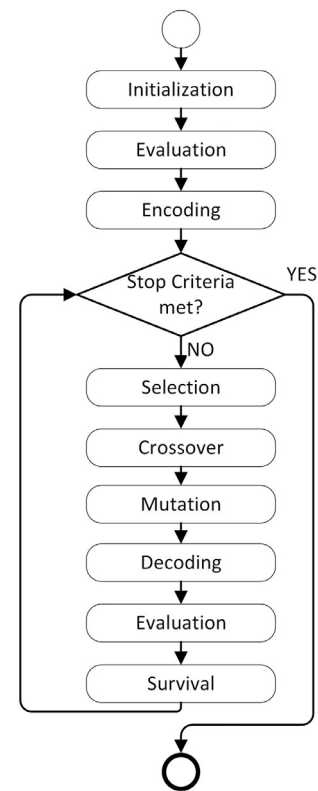 Initialization
Evaluation
Encoding
Stop Criteria
met?
YES
NO
Selection
Crossover
Mutation
Decoding
Evaluation
Survival